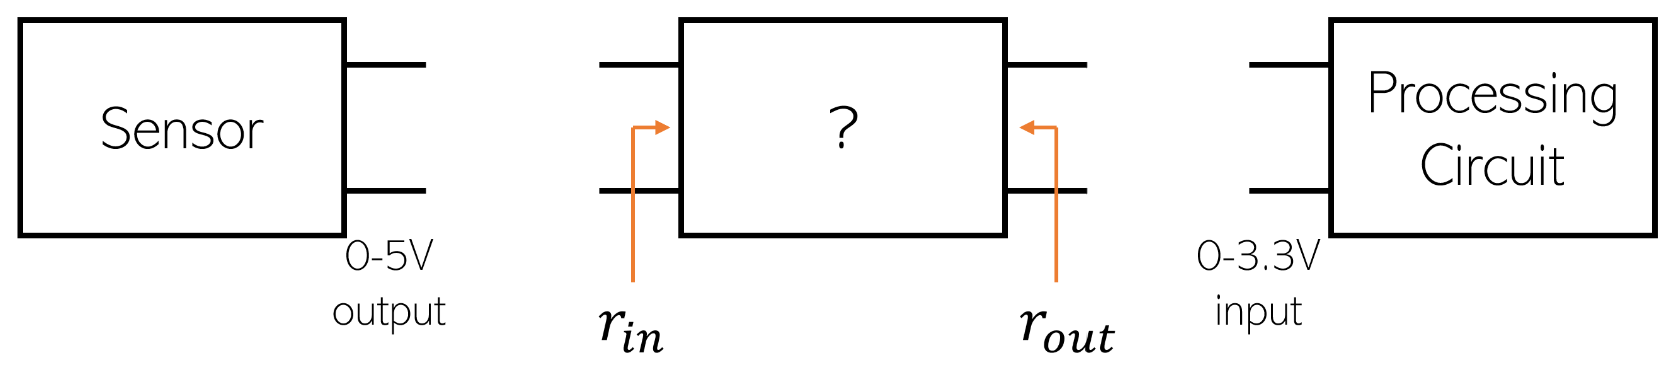 Sensor
?
Processing
Circuit
0-5V
output
0-3.3V
input
r_in
r_out